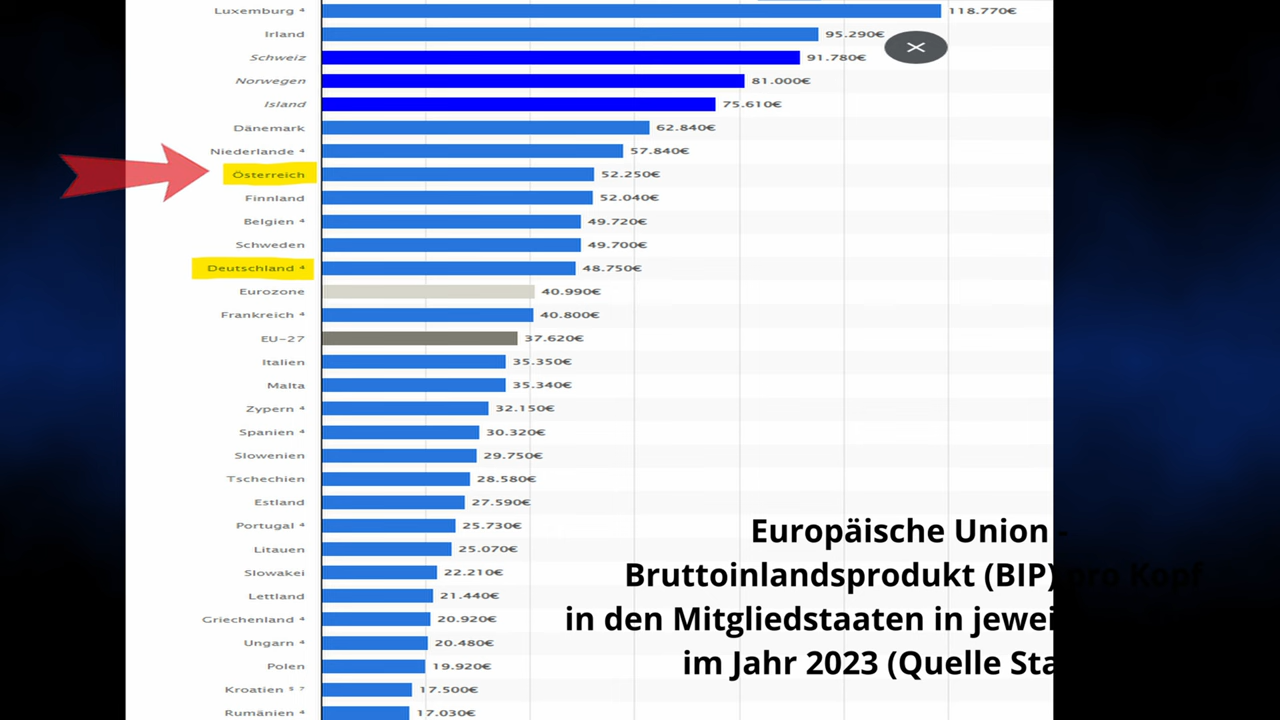 Luxemburg ⁴ 118.770€
Irland 95.290€
Schweiz 91.780€
Norwegen 81.000€
Island 75.610€
Dänemark 62.840€
Niederlande ⁴ 57.840€
Österreich 52.250€
Finnland 52.040€
Belgien ⁴ 49.720€
Schweden 49.700€
Deutschland ⁴ 48.750€
Eurozone 40.990€
Frankreich ⁴ 40.800€
EU-27 37.620€
Italien 35.350€
Malta 35.340€
Zypern ⁴ 32.150€
Spanien ⁴ 30.320€
Slowenien 29.750€
Tschechien 28.580€
Estland 27.590€
Portugal ⁴ 25.730€
Litauen 25.070€
Slowakei 22.210€
Lettland 21.440€
Griechenland ⁴ 20.920€
Ungarn ⁴ 20.480€
Polen 19.920€
Kroatien ⁵ ⁷ 17.500€
Rumänien ⁴ 17.030€
Europäische Union -
Bruttoinlandsprodukt (BIP) pro Kopf
in den Mitgliedstaaten in jewei
im Jahr 2023 (Quelle Sta